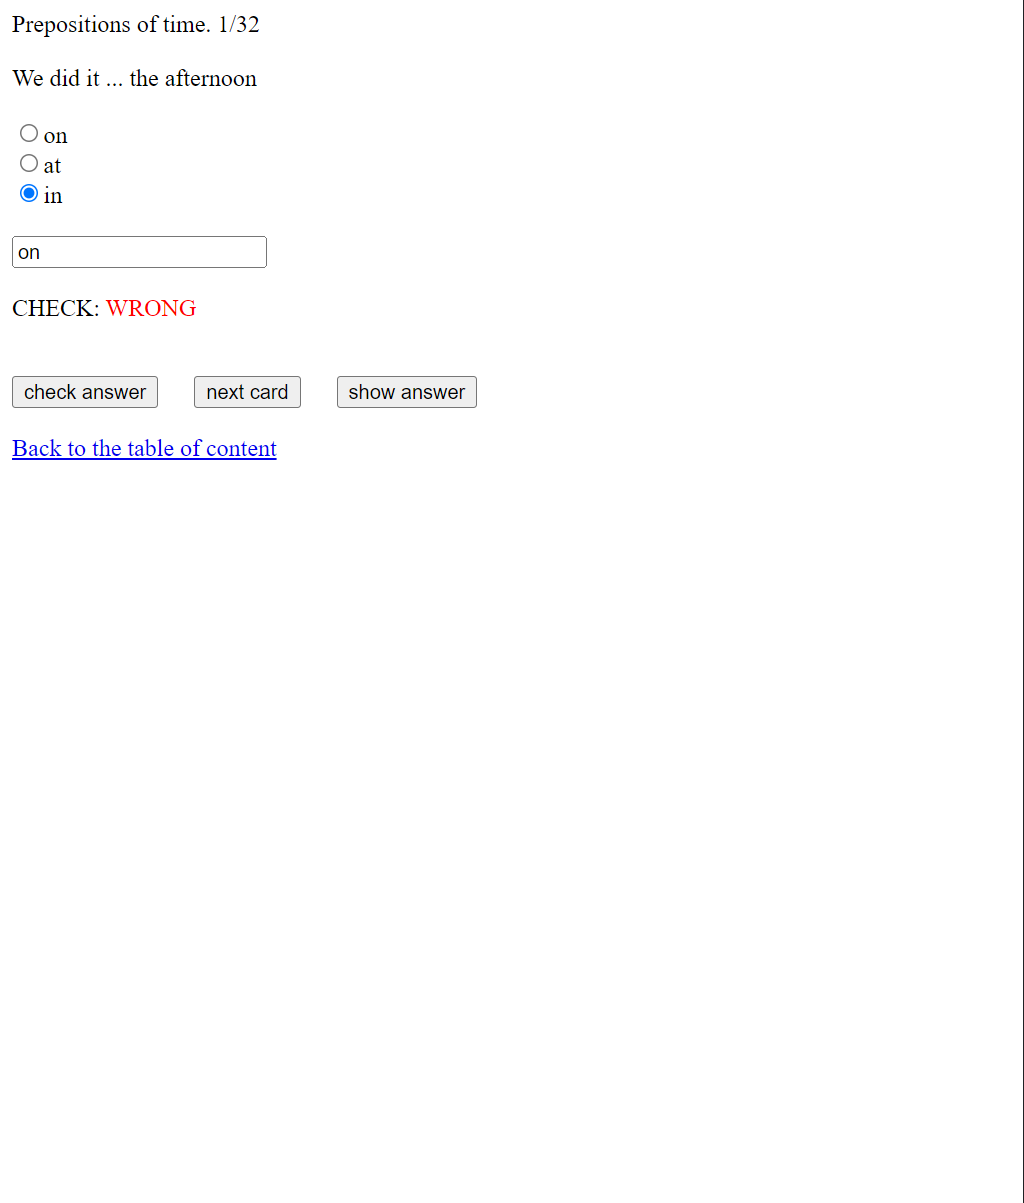 Prepositions of time. 1/32
We did it ... the afternoon
on
at
in
on
CHECK: WRONG
check answer next card show answer
Back to the table of content